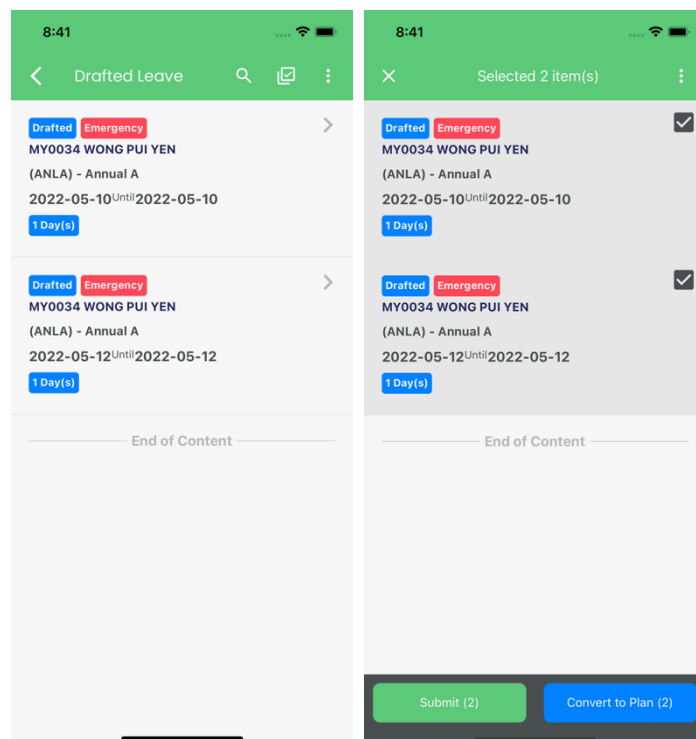 8:41
Drafted Leave
Drafted Emergency
MY0034 WONG PUI YEN
(ANLA) - Annual A
2022-05-10Until2022-05-10
1 Day(s)
Drafted Emergency
MY0034 WONG PUI YEN
(ANLA) - Annual A
2022-05-12Until2022-05-12
1 Day(s)
End of Content
8:41
Selected 2 item(s)
Drafted Emergency
MY0034 WONG PUI YEN
(ANLA) - Annual A
2022-05-10Until2022-05-10
1 Day(s)
Drafted Emergency
MY0034 WONG PUI YEN
(ANLA) - Annual A
2022-05-12Until2022-05-12
1 Day(s)
End of Content
Submit (2) Convert to Plan (2)